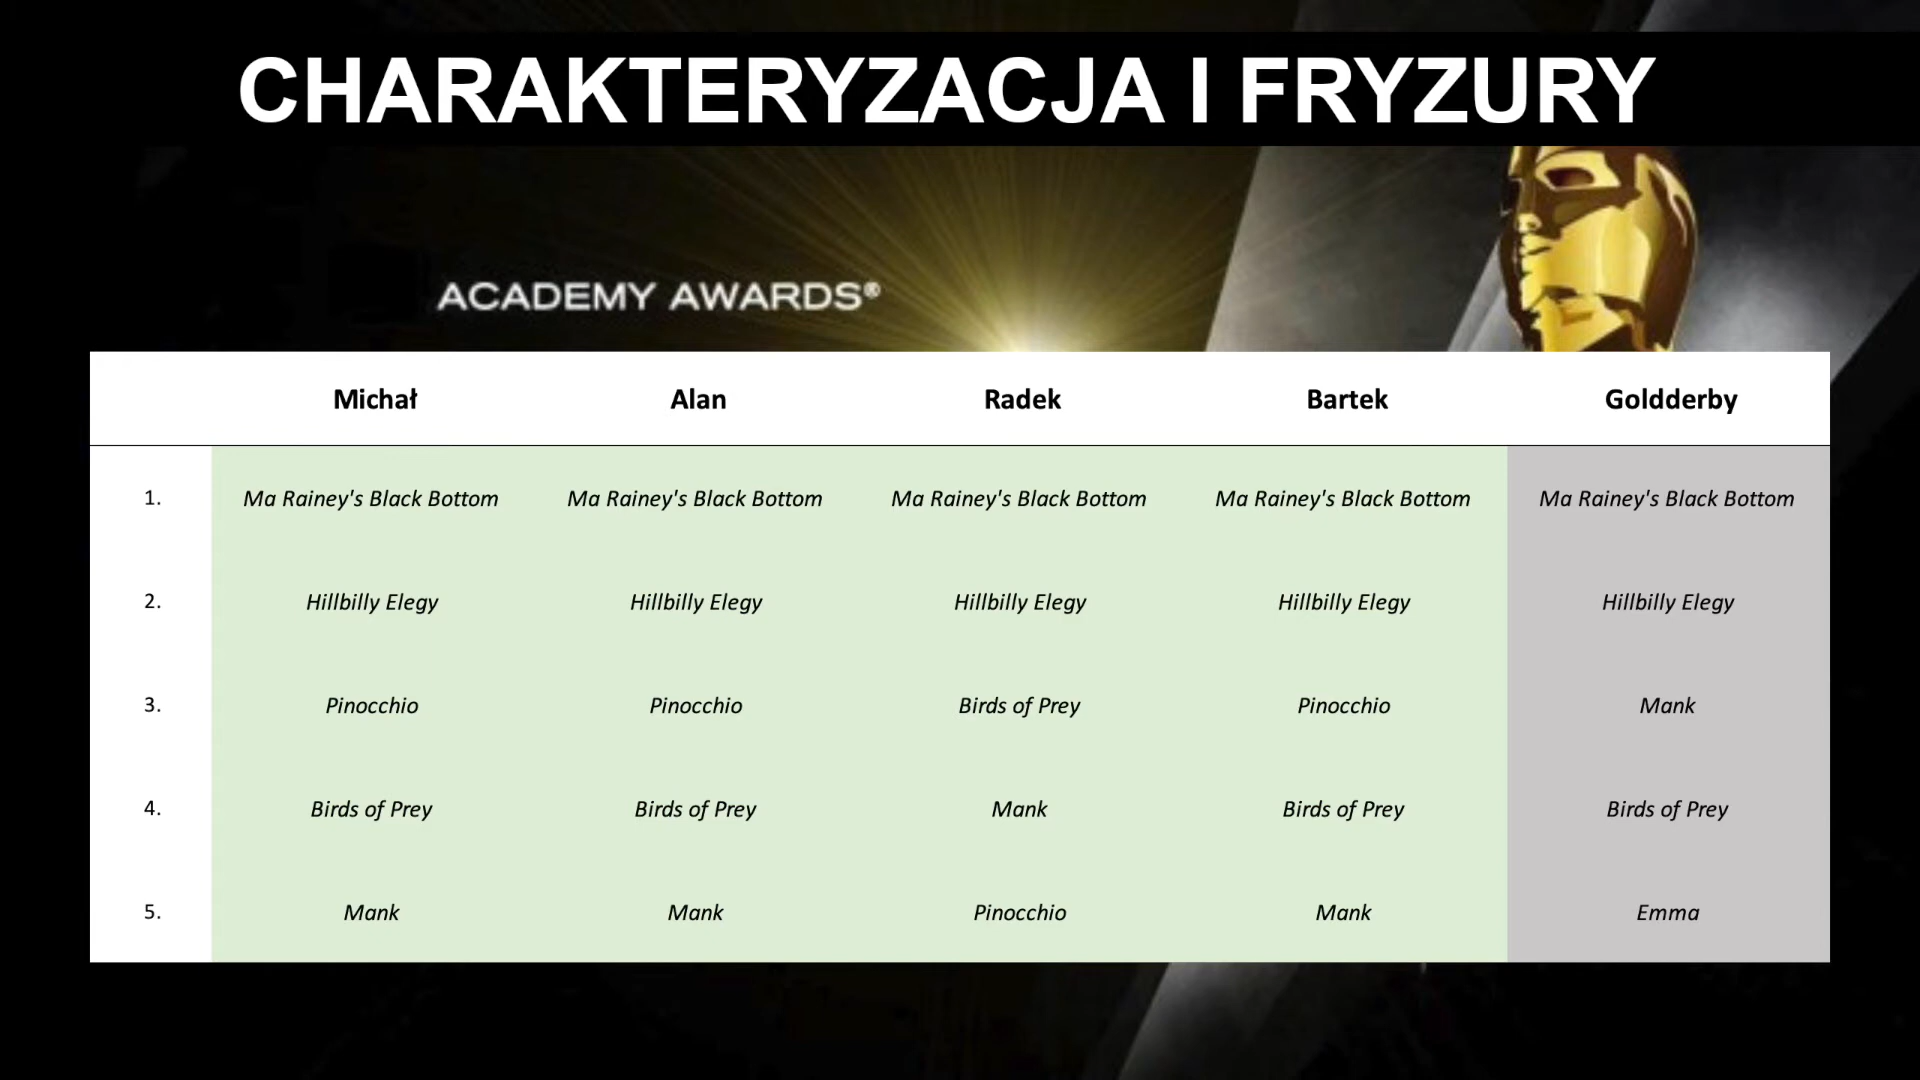 CHARAKTERYZACJA I FRYZURY
ACADEMY AWARDS®
Michał Alan Radek Bartek Goldderby
1. Ma Rainey's Black Bottom Ma Rainey's Black Bottom Ma Rainey's Black Bottom Ma Rainey's Black Bottom Ma Rainey's Black Bottom
2. Hillbilly Elegy Hillbilly Elegy Hillbilly Elegy Hillbilly Elegy Hillbilly Elegy
3. Pinocchio Pinocchio Birds of Prey Pinocchio Mank
4. Birds of Prey Birds of Prey Mank Birds of Prey Birds of Prey
5. Mank Mank Pinocchio Mank Emma